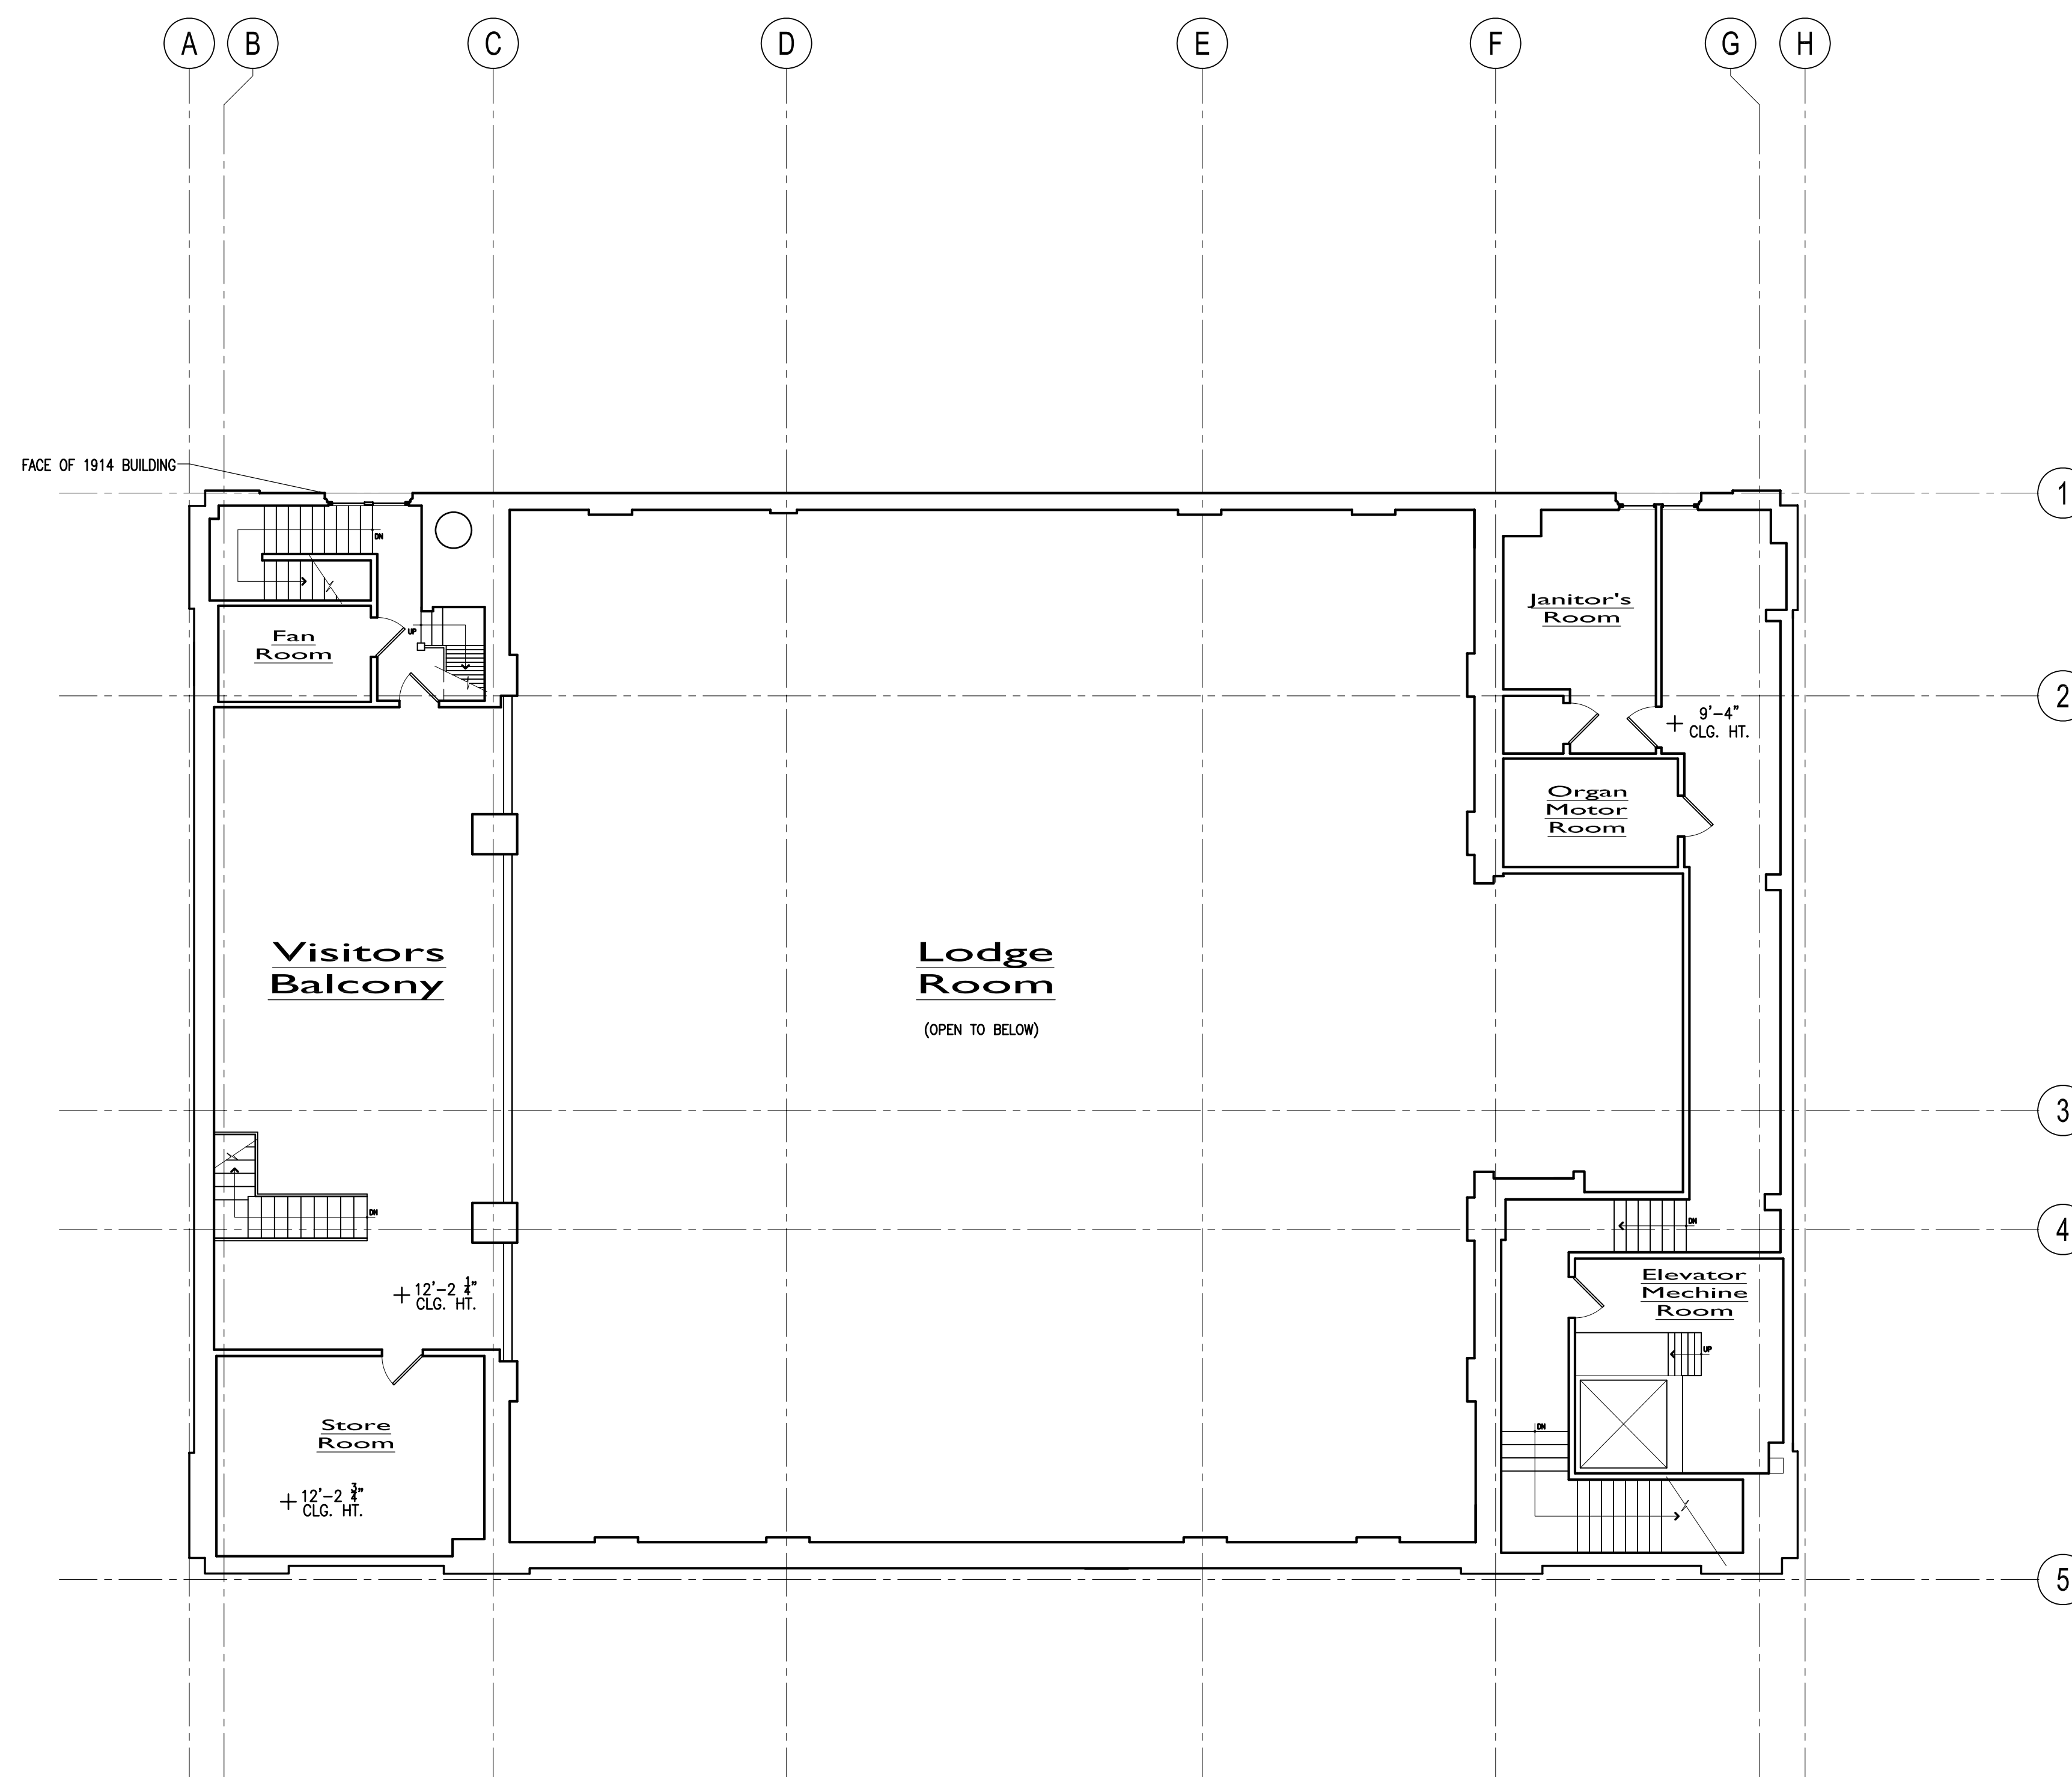 A B C D E F G H
FACE OF 1914 BUILDING
1
DN
Janitor's
Room
Fan
Room
UP
2
9'-4"
CLG. HT.
Organ
Motor
Room
Visitors
Balcony
Lodge
Room
(OPEN TO BELOW)
3
DN
DN
4
12'-2 1/4"
CLG. HT.
Elevator
Mechine
Room
UP
Store
Room
DN
12'-2 3/4"
CLG. HT.
5